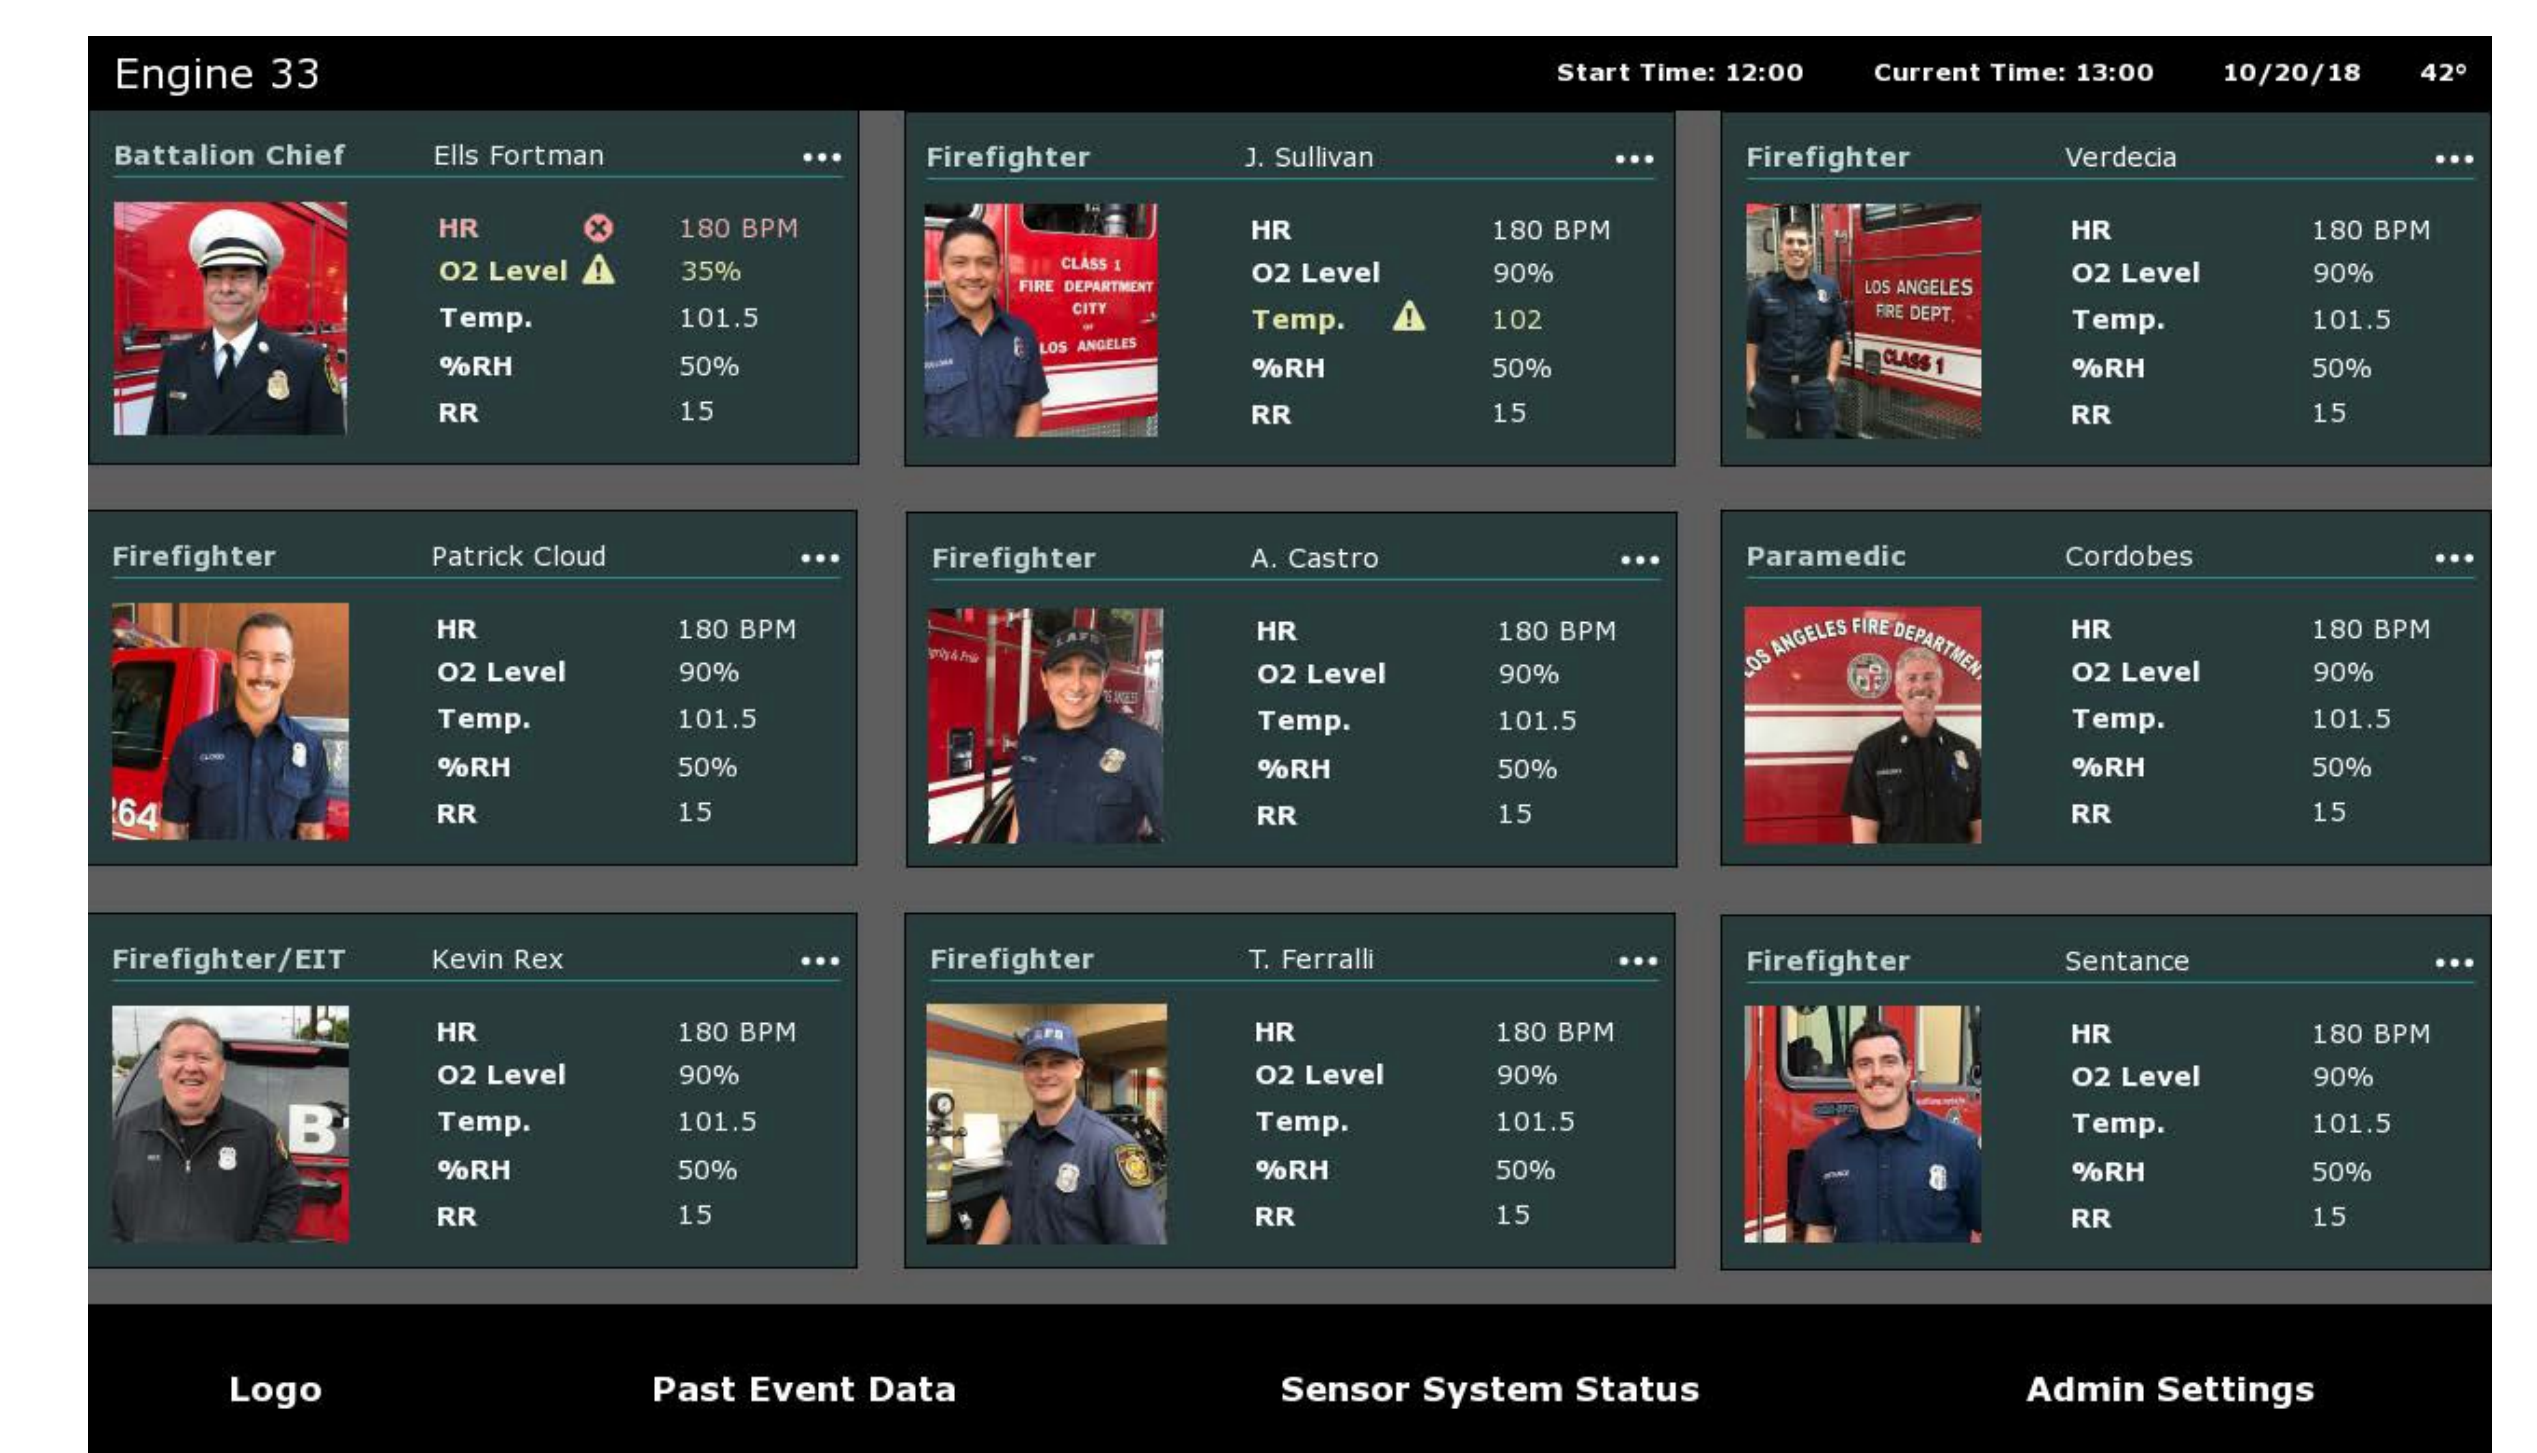 Engine 33 Start Time: 12:00 Current Time: 13:00 10/20/18 42°
Battalion Chief Ells Fortman
HR 180 BPM
O2 Level 35%
Temp. 101.5
%RH 50%
RR 15
Firefighter J. Sullivan
CLASS 1
FIRE DEPARTMENT
CITY
OF
LOS ANGELES
HR 180 BPM
O2 Level 90%
Temp. 102
%RH 50%
RR 15
Firefighter Verdecia
LOS ANGELES
FIRE DEPT.
CLASS 1
HR 180 BPM
O2 Level 90%
Temp. 101.5
%RH 50%
RR 15
Firefighter Patrick Cloud
CLOUD
264
HR 180 BPM
O2 Level 90%
Temp. 101.5
%RH 50%
RR 15
Firefighter A. Castro
LAFD
HR 180 BPM
O2 Level 90%
Temp. 101.5
%RH 50%
RR 15
Paramedic Cordobes
LOS ANGELES FIRE DEPARTMEN
HR 180 BPM
O2 Level 90%
Temp. 101.5
%RH 50%
RR 15
Firefighter/EIT Kevin Rex
B
HR 180 BPM
O2 Level 90%
Temp. 101.5
%RH 50%
RR 15
Firefighter T. Ferralli
LAFD
HR 180 BPM
O2 Level 90%
Temp. 101.5
%RH 50%
RR 15
Firefighter Sentance
HR 180 BPM
O2 Level 90%
Temp. 101.5
%RH 50%
RR 15
Logo Past Event Data Sensor System Status Admin Settings